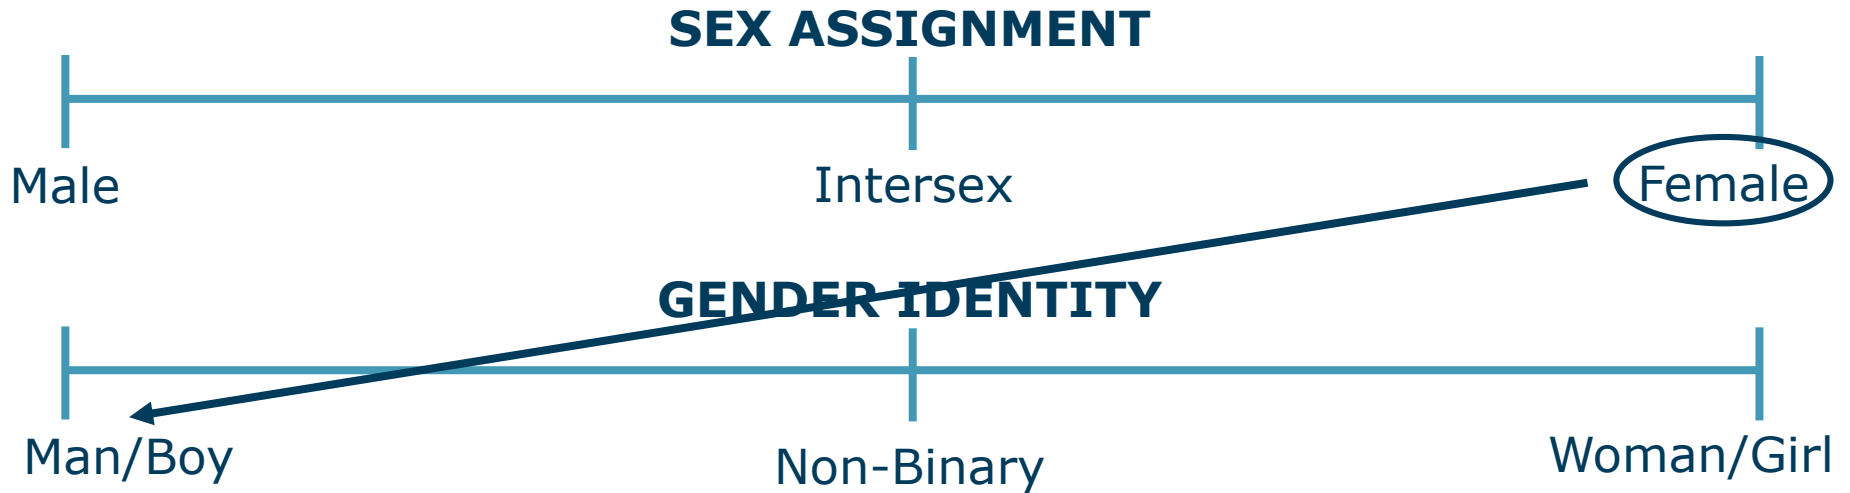 SEX ASSIGNMENT
Male Intersex Female
GENDER IDENTITY
Man/Boy Non-Binary Woman/Girl